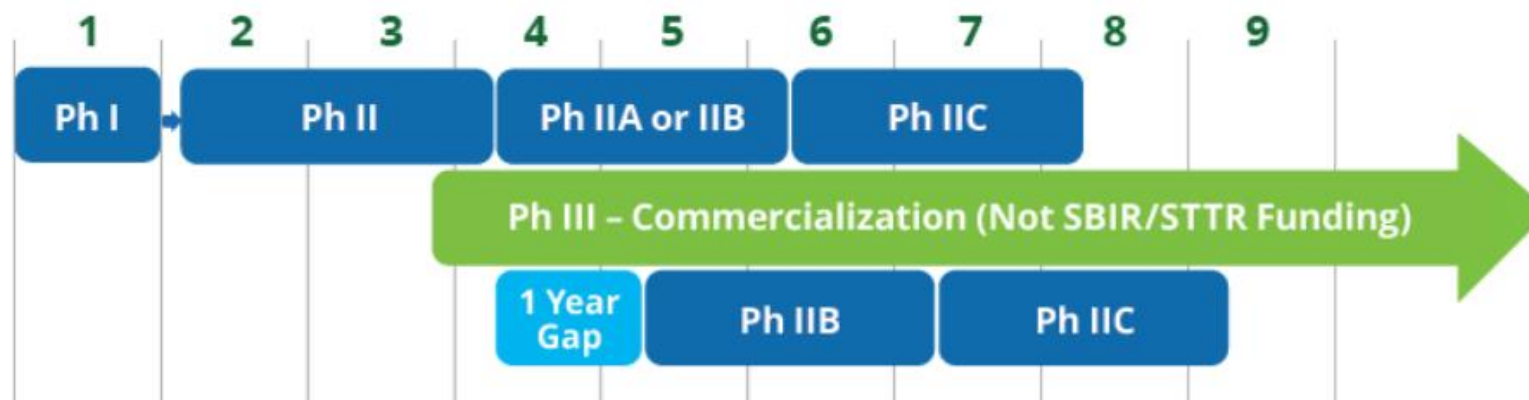 1 2 3 4 5 6 7 8 9
Ph I Ph II Ph IIA or IIB Ph IIC
Ph III – Commercialization (Not SBIR/STTR Funding)
1 Year
Gap
Ph IIB Ph IIC